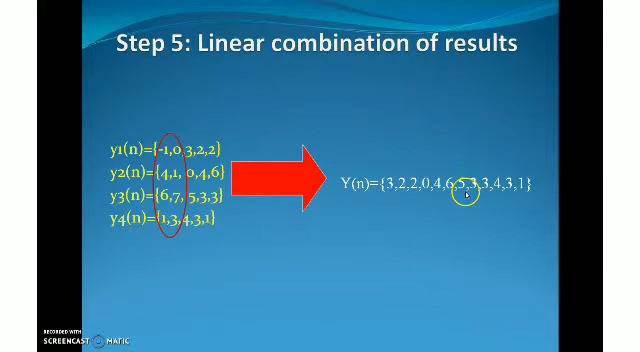 Step 5: Linear combination of results
y1(n)={-1,0,3,2,2}
y2(n)={4,1, 0,4,6}
Y(n)={3,2,2,0,4,6,5,3,3,4,3,1}
y3(n)={6,7, 5,3,3}
y4(n)={1,3,4,3,1}
RECORDED WITH
SCREENCAST MATIC